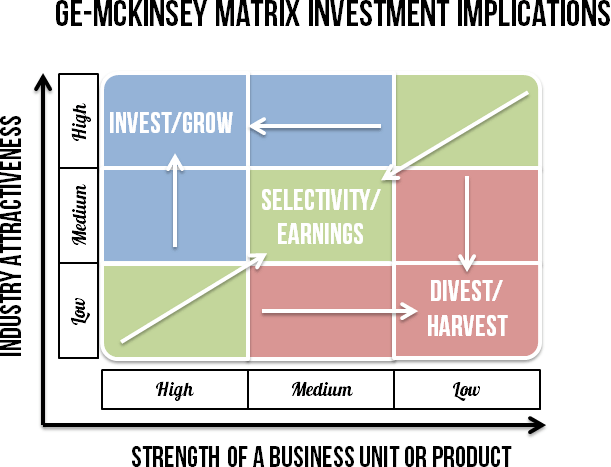 GE-MCKINSEY MATRIX INVESTMENT IMPLICATIONS
INDUSTRY ATTRACTIVENESS
High
Medium
Low
INVEST/GROW
SELECTIVITY/
EARNINGS
DIVEST/
HARVEST
High
Medium
Low
STRENGTH OF A BUSINESS UNIT OR PRODUCT